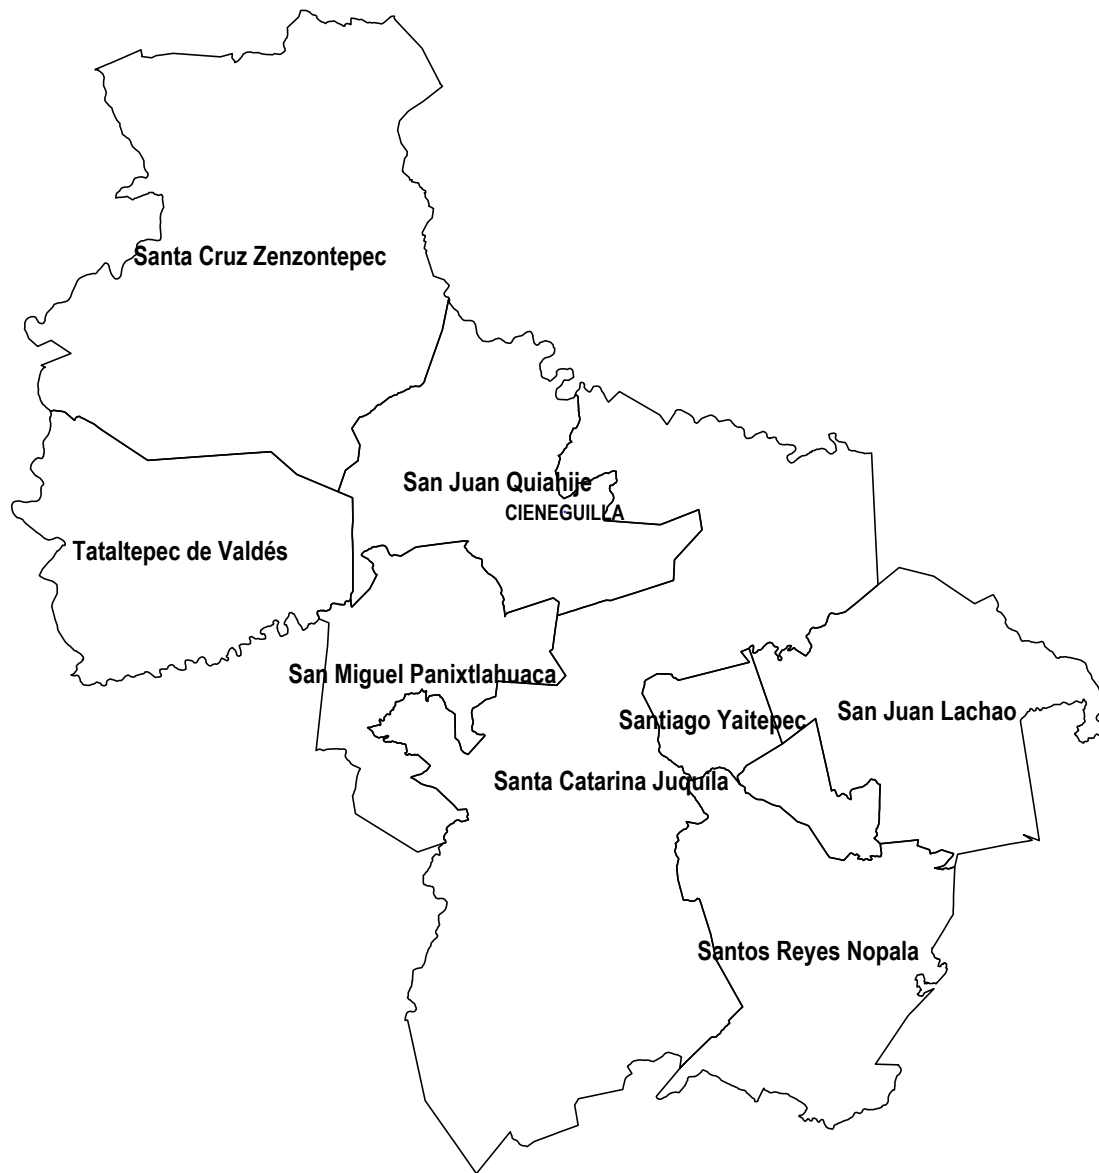 Santa Cruz Zenzontepec
San Juan Quiahije
CIENEGUILLA
Tataltepec de Valdés
San Miguel Panixtlahuaca
San Juan Lachao
Santiago Yaitepec
Santa Catarina Juquila
Santos Reyes Nopala